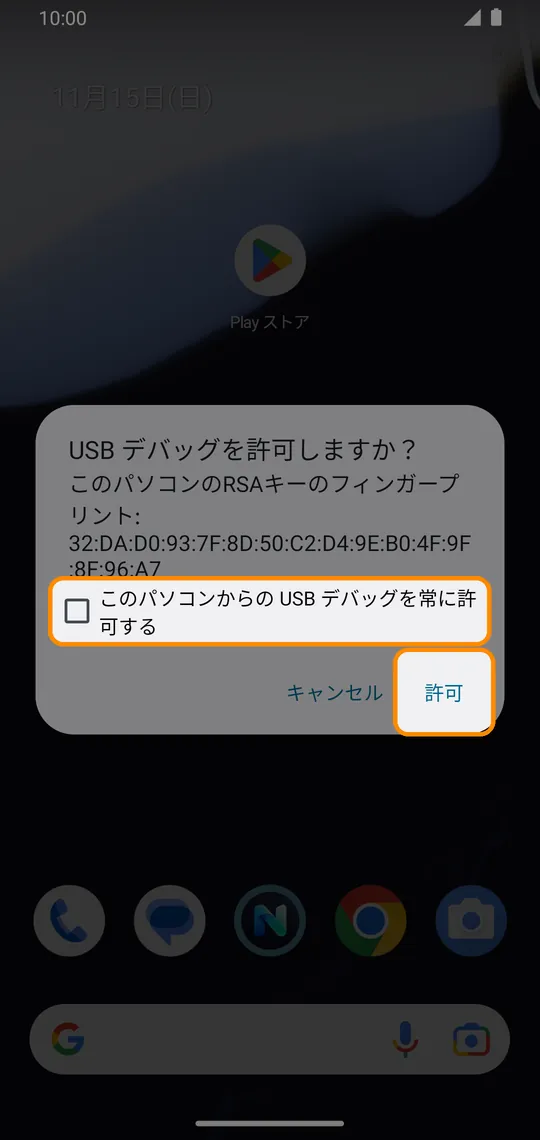 10:00
11月15日(日)
Play ストア
USB デバッグを許可しますか？
このパソコンのRSAキーのフィンガープ
リント:
32:DA:D0:93:7F:8D:50:C2:D4:9E:B0:4F:9F
:8F:96:A7
このパソコンからの USB デバッグを常に許
可する
キャンセル
許可